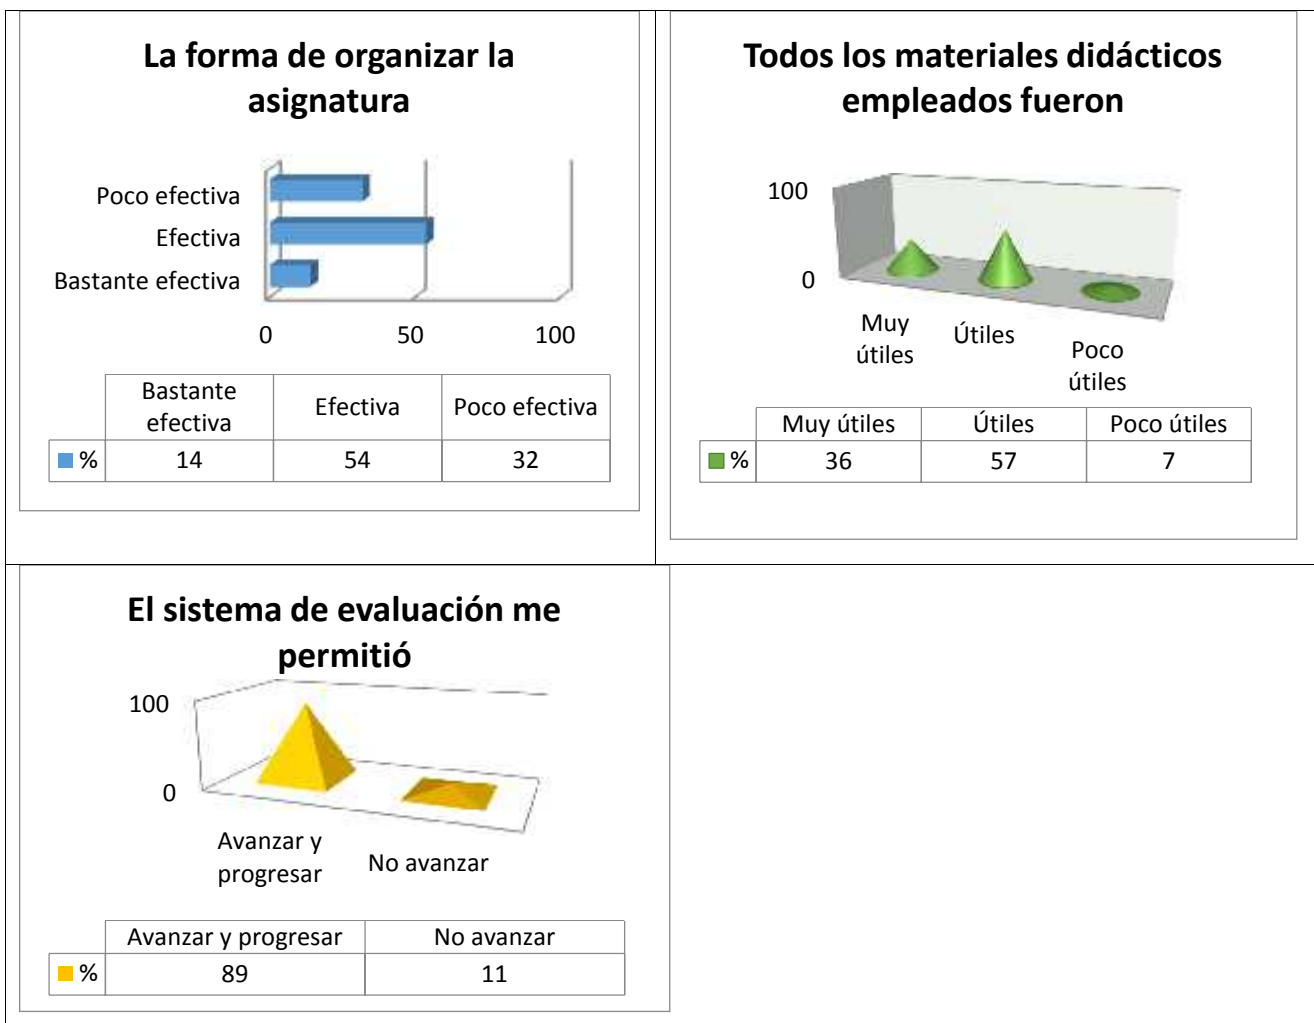 La forma de organizar la
asignatura
Poco efectiva
Efectiva
Bastante efectiva
0 50 100
Bastante
efectiva
Efectiva
Poco efectiva
% 14 54 32
Todos los materiales didácticos
empleados fueron
100
0
Muy
útiles
Útiles
Poco
útiles
Muy útiles Útiles Poco útiles
% 36 57 7
El sistema de evaluación me
permitió
100
0
Avanzar y
progresar
No avanzar
Avanzar y progresar No avanzar
% 89 11